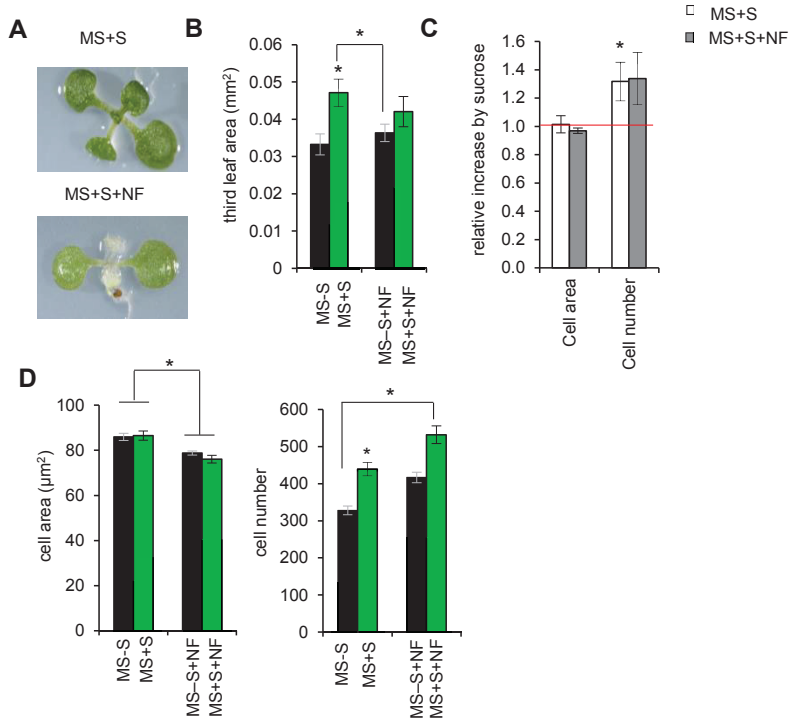 A
MS+S
MS+S+NF
B
third leaf area (mm²)
0.06
0.05
0.04
0.03
0.02
0.01
0
*
*
MS-S
MS+S
MS–S+NF
MS+S+NF
C
MS+S
MS+S+NF
relative increase by sucrose
1.6
1.4
1.2
1.0
0.8
0.6
0.4
0.2
0.0
*
Cell area
Cell number
D
cell area (µm²)
100
80
60
40
20
0
*
MS-S
MS+S
MS–S+NF
MS+S+NF
cell number
600
500
400
300
200
100
0
*
*
MS-S
MS+S
MS–S+NF
MS+S+NF